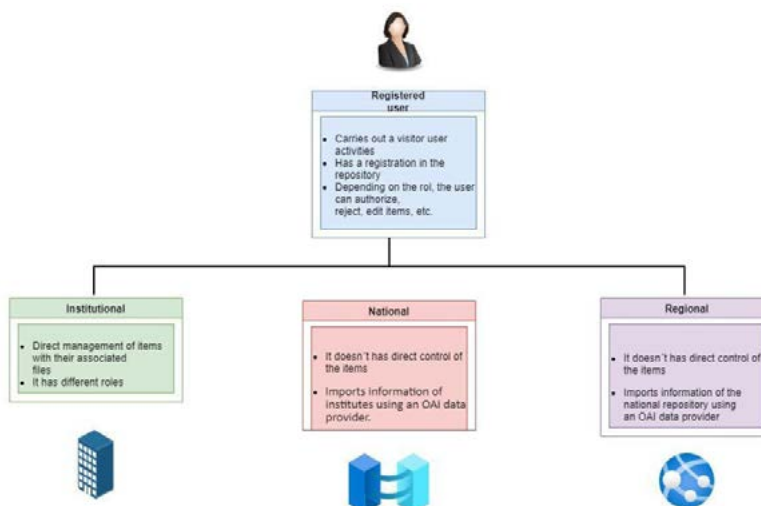 Registered
user
• Carries out a visitor user
activities
• Has a registration in the
repository
• Depending on the rol, the user
can authorize,
reject, edit items, etc.
Institutional
• Direct management of items
with their associated
files
• It has different roles
National
• It doesn´t has direct control of
the items
• Imports information of
institutes using an OAI data
provider.
Regional
• It doesn´t has direct control of
the items
• Imports information of the
national repository using
an OAI data provider